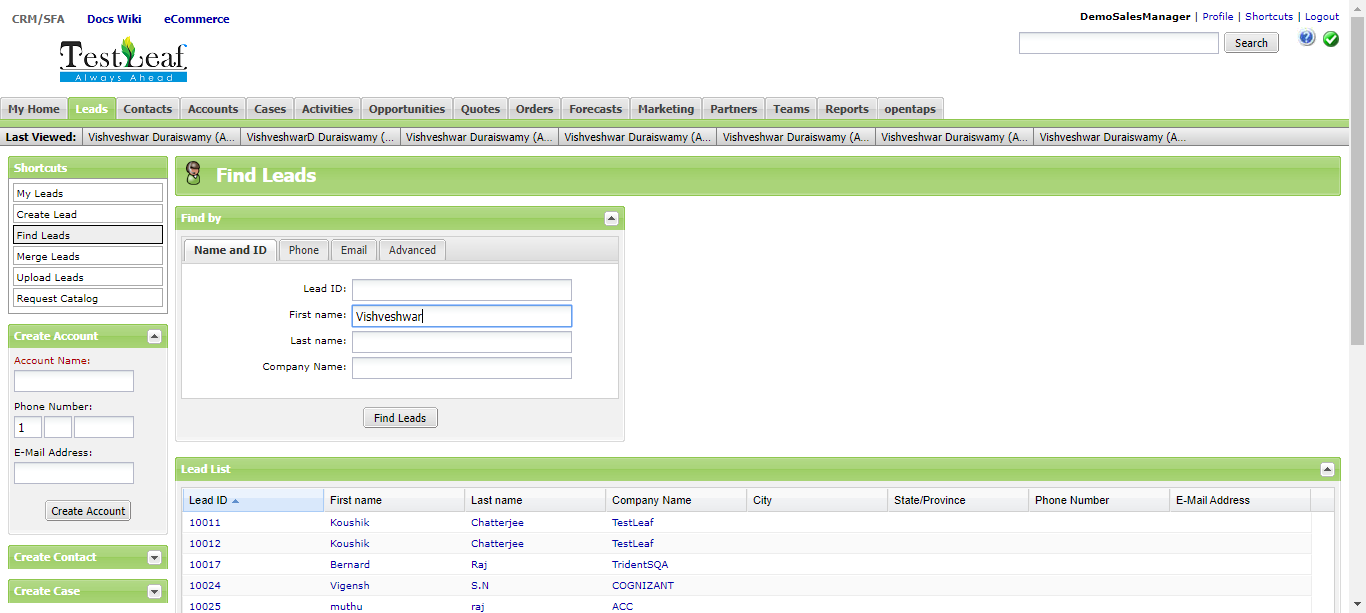 CRM/SFA Docs Wiki eCommerce
DemoSalesManager | Profile | Shortcuts | Logout
Search
TestLeaf
Always Ahead
My Home Leads Contacts Accounts Cases Activities Opportunities Quotes Orders Forecasts Marketing Partners Teams Reports opentaps
Last Viewed: Vishveshwar Duraiswamy (A... VishveshwarD Duraiswamy (... Vishveshwar Duraiswamy (A... Vishveshwar Duraiswamy (A... Vishveshwar Duraiswamy (A... Vishveshwar Duraiswamy (A... Vishveshwar Duraiswamy (A...
Shortcuts
My Leads
Create Lead
Find Leads
Merge Leads
Upload Leads
Request Catalog
Create Account
Account Name:
Phone Number:
1
E-Mail Address:
Create Account
Create Contact
Create Case
Find Leads
Find by
Name and ID Phone Email Advanced
Lead ID:
First name: Vishveshwar
Last name:
Company Name:
Find Leads
Lead List
Lead ID First name Last name Company Name City State/Province Phone Number E-Mail Address
10011 Koushik Chatterjee TestLeaf
10012 Koushik Chatterjee TestLeaf
10017 Bernard Raj TridentSQA
10024 Vigensh S.N COGNIZANT
10025 muthu raj ACC